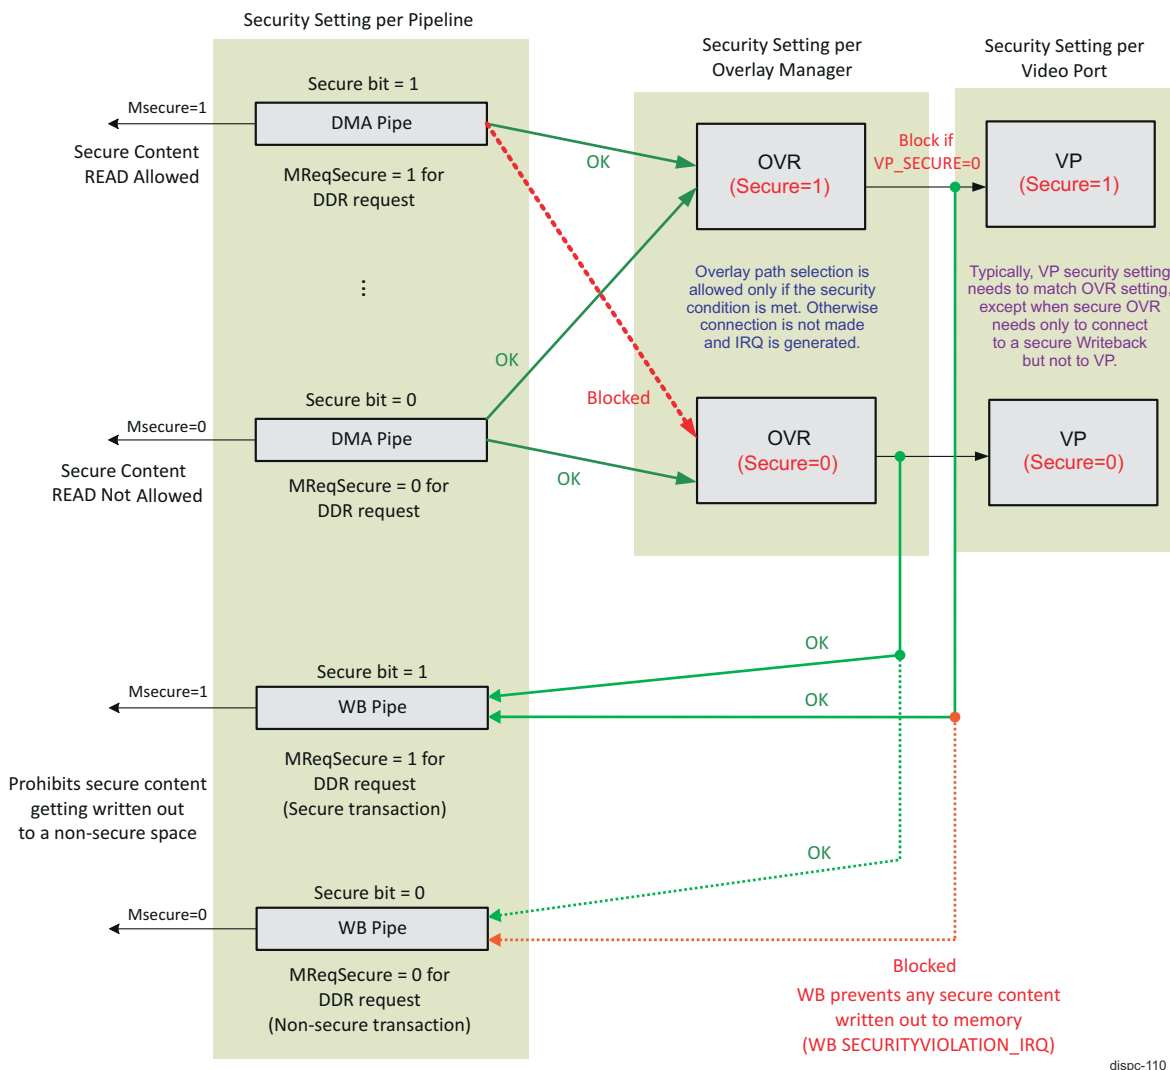 Security Setting per Pipeline
Security Setting per
Overlay Manager
Security Setting per
Video Port
Secure bit = 1
Msecure=1
DMA Pipe
Secure Content
READ Allowed
MReqSecure = 1 for
DDR request
...
OK
OVR
(Secure=1)
Block if
VP_SECURE=0
VP
(Secure=1)
Overlay path selection is
allowed only if the security
condition is met. Otherwise
connection is not made
and IRQ is generated.
Typically, VP security setting
needs to match OVR setting,
except when secure OVR
needs only to connect
to a secure Writeback
but not to VP.
OK
Blocked
Secure bit = 0
Msecure=0
DMA Pipe
Secure Content
READ Not Allowed
MReqSecure = 0 for
DDR request
OK
OVR
(Secure=0)
VP
(Secure=0)
OK
Secure bit = 1
Msecure=1
WB Pipe
OK
MReqSecure = 1 for
DDR request
(Secure transaction)
Prohibits secure content
getting written out
to a non-secure space
OK
Secure bit = 0
Msecure=0
WB Pipe
MReqSecure = 0 for
DDR request
(Non-secure transaction)
Blocked
WB prevents any secure content
written out to memory
(WB SECURITYVIOLATION_IRQ)
dispc-110